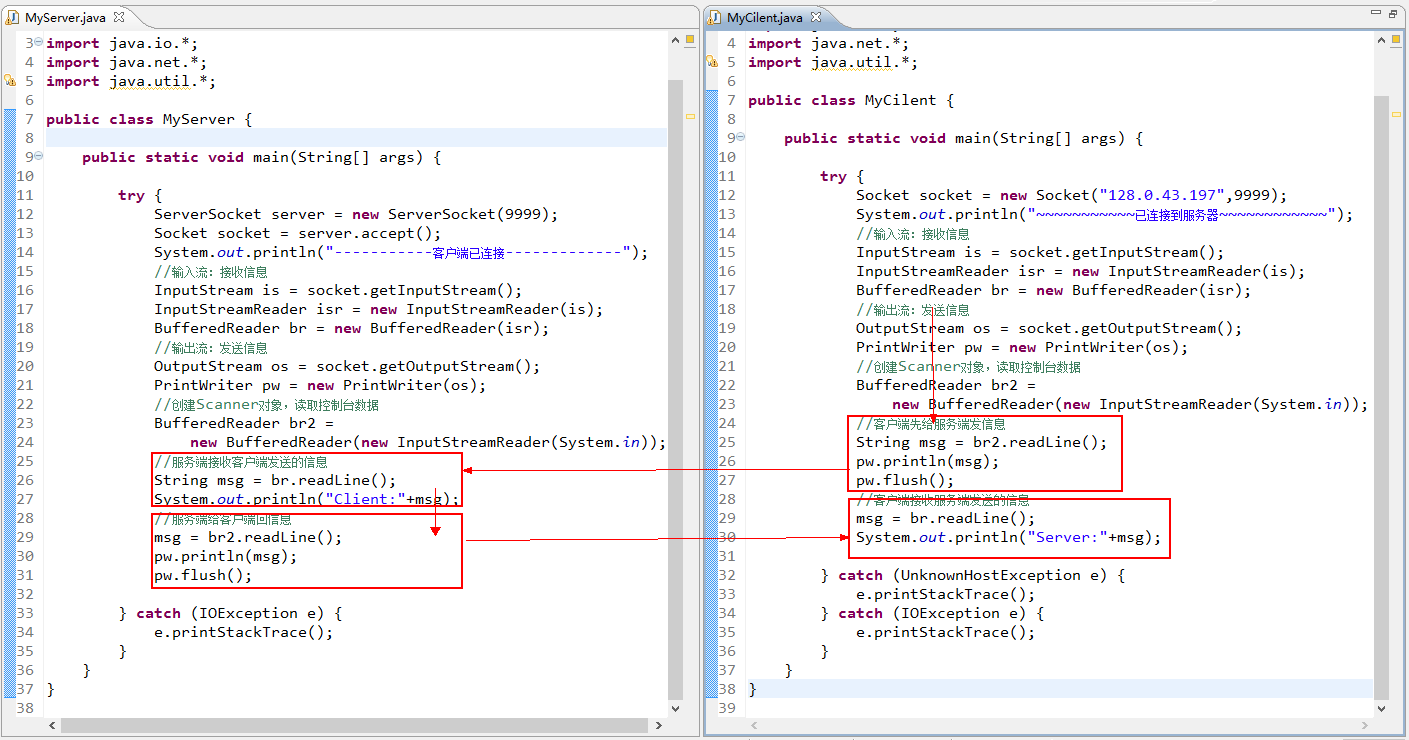 MyServer.java
3 import java.io.*;
4 import java.net.*;
5 import java.util.*;
6
7 public class MyServer {
8
9 public static void main(String[] args) {
10
11 try {
12 ServerSocket server = new ServerSocket(9999);
13 Socket socket = server.accept();
14 System.out.println("-----------客户端已连接-------------");
15 //输入流：接收信息
16 InputStream is = socket.getInputStream();
17 InputStreamReader isr = new InputStreamReader(is);
18 BufferedReader br = new BufferedReader(isr);
19 //输出流：发送信息
20 OutputStream os = socket.getOutputStream();
21 PrintWriter pw = new PrintWriter(os);
22 //创建Scanner对象，读取控制台数据
23 BufferedReader br2 =
24 new BufferedReader(new InputStreamReader(System.in));
25 //服务端接收客户端发送的信息
26 String msg = br.readLine();
27 System.out.println("Client:"+msg);
28 //服务端给客户端回信息
29 msg = br2.readLine();
30 pw.println(msg);
31 pw.flush();
32
33 } catch (IOException e) {
34 e.printStackTrace();
35 }
36 }
37 }
38
MyCilent.java
4 import java.net.*;
5 import java.util.*;
6
7 public class MyCilent {
8
9 public static void main(String[] args) {
10
11 try {
12 Socket socket = new Socket("128.0.43.197",9999);
13 System.out.println("~~~~~~~~~~~已连接到服务器~~~~~~~~~~~~");
14 //输入流：接收信息
15 InputStream is = socket.getInputStream();
16 InputStreamReader isr = new InputStreamReader(is);
17 BufferedReader br = new BufferedReader(isr);
18 //输出流：发送信息
19 OutputStream os = socket.getOutputStream();
20 PrintWriter pw = new PrintWriter(os);
21 //创建Scanner对象，读取控制台数据
22 BufferedReader br2 =
23 new BufferedReader(new InputStreamReader(System.in));
24 //客户端先给服务端发信息
25 String msg = br2.readLine();
26 pw.println(msg);
27 pw.flush();
28 //客户端接收服务端发送的信息
29 msg = br.readLine();
30 System.out.println("Server:"+msg);
31
32 } catch (UnknownHostException e) {
33 e.printStackTrace();
34 } catch (IOException e) {
35 e.printStackTrace();
36 }
37 }
38 }
39